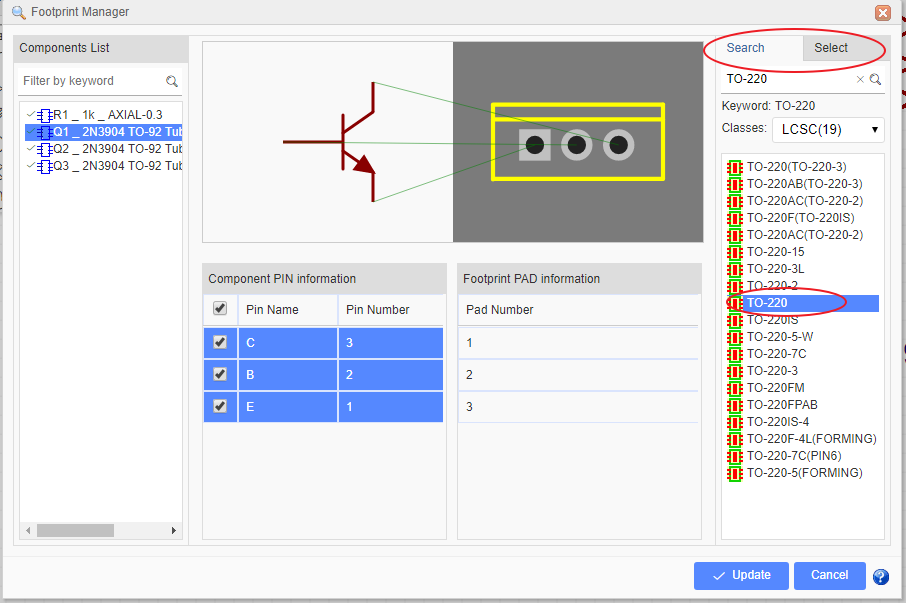 Footprint Manager
Components List
Filter by keyword
R1 _ 1k _ AXIAL-0.3
Q1 _ 2N3904 TO-92 Tub
Q2 _ 2N3904 TO-92 Tub
Q3 _ 2N3904 TO-92 Tub
Component PIN information
Pin Name Pin Number
C 3
B 2
E 1
Footprint PAD information
Pad Number
1
2
3
Search Select
TO-220
Keyword: TO-220
Classes: LCSC(19)
TO-220(TO-220-3)
TO-220AB(TO-220-3)
TO-220AC(TO-220-2)
TO-220F(TO220IS)
TO-220AC(TO-220-2)
TO-220-15
TO-220-3L
TO-220-2
TO-220
TO-220IS
TO-220-5-W
TO-220-7C
TO-220-3
TO-220FM
TO-220FPAB
TO-220IS-4
TO-220F-4L(FORMING)
TO-220-7C(PIN6)
TO-220-5(FORMING)
Update Cancel ?